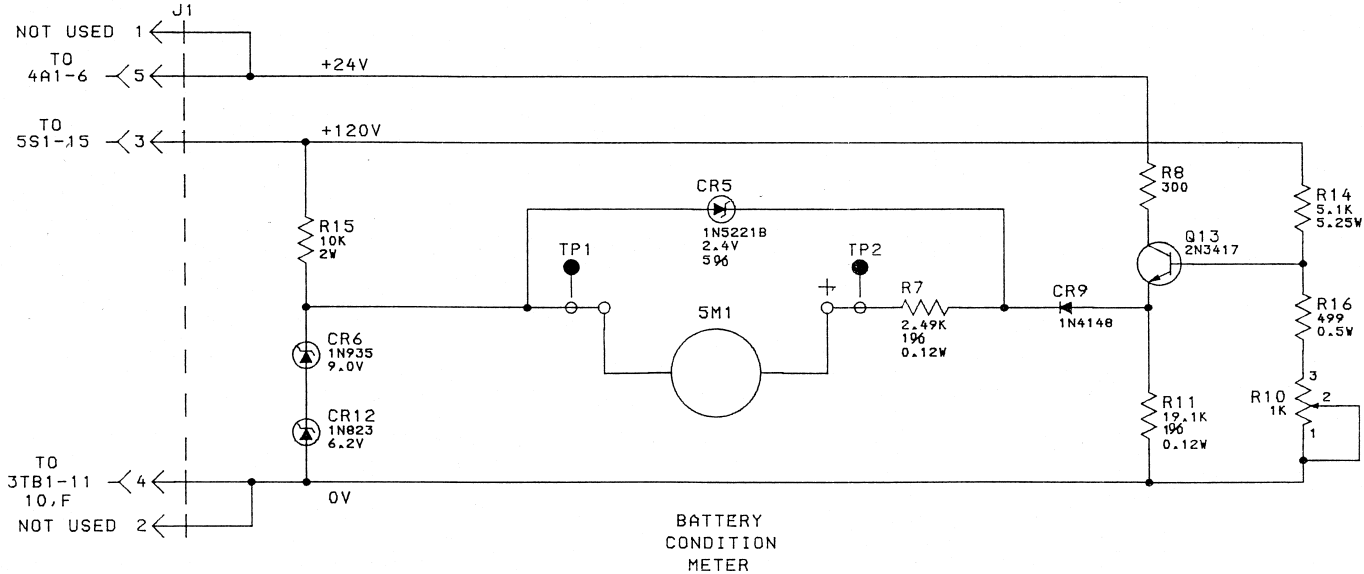 J1
NOT USED 1
TO
4A1-6 5
+24V
TO
5S1-15 3
+120V
R15
10K
2W
CR5
1N5221B
2.4V
5%
TP1
TP2
5M1
+
R7
2.49K
1%
0.12W
CR9
1N4148
R8
300
Q13
2N3417
R14
5.1K
5.25W
R16
499
0.5W
CR6
1N935
9.0V
CR12
1N823
6.2V
R11
19.1K
1%
0.12W
R10
1K
3
2
1
TO
3TB1-11 4
10,F
0V
NOT USED 2
BATTERY
CONDITION
METER